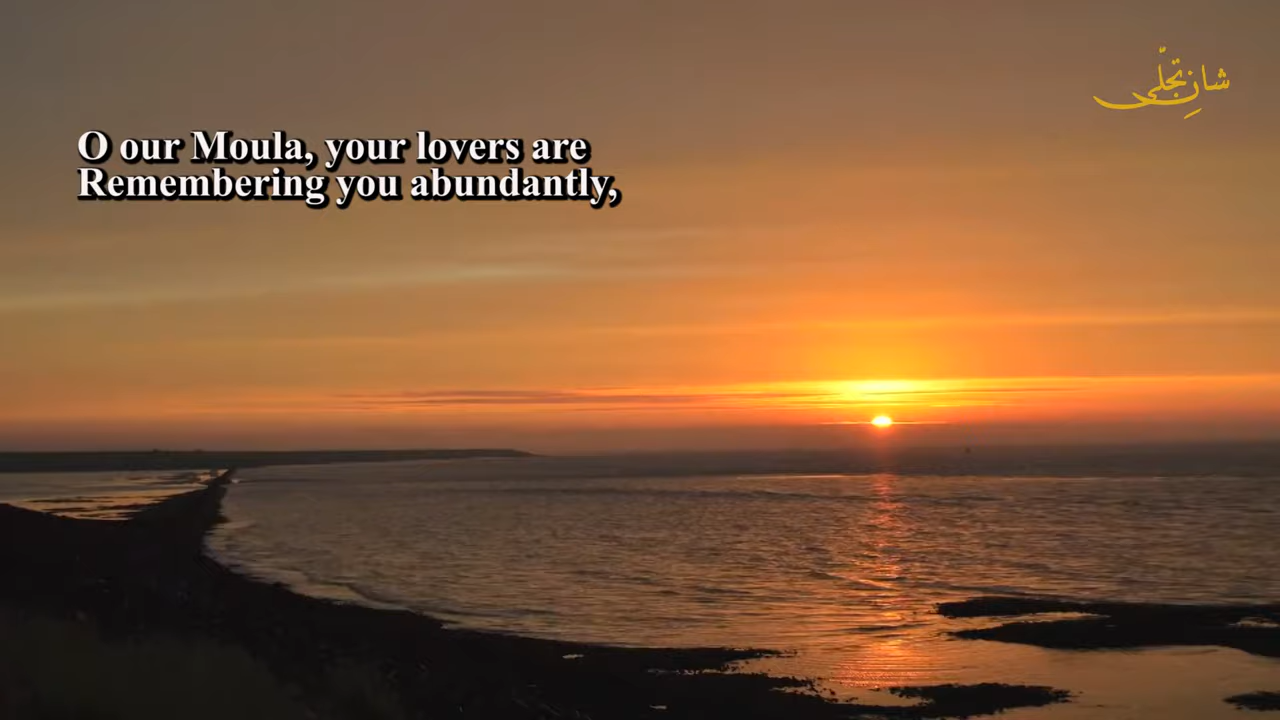 شانِ تجلّی
O our Moula, your lovers are
Remembering you abundantly,